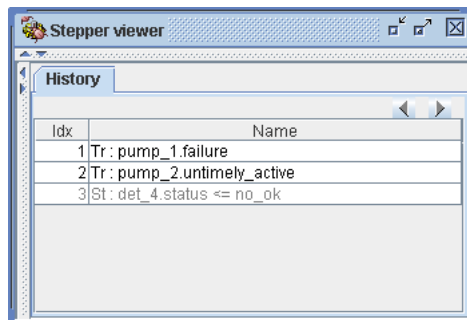 Stepper viewer
History
Idx Name
1 Tr : pump_1.failure
2 Tr : pump_2.untimely_active
3 St : det_4.status <= no_ok